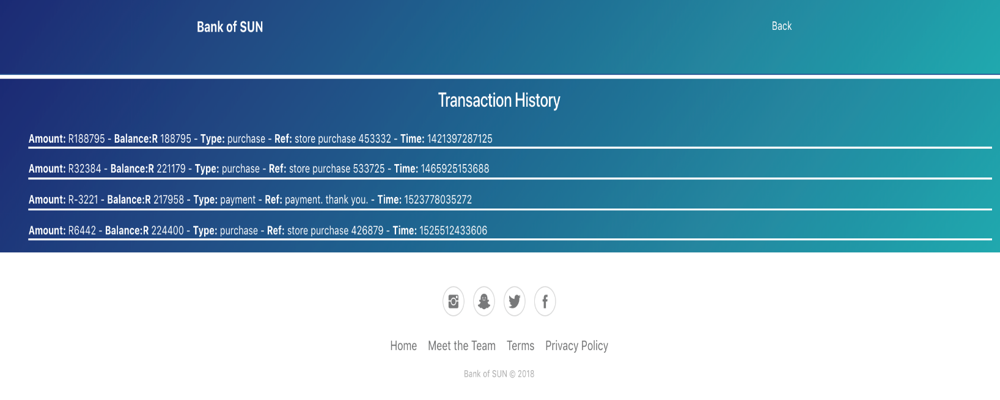 Bank of SUN
Back
Transaction History
Amount: R188795 - Balance:R 188795 - Type: purchase - Ref: store purchase 453332 - Time: 1421397287125
Amount: R32384 - Balance:R 221179 - Type: purchase - Ref: store purchase 533725 - Time: 1465925153688
Amount: R-3221 - Balance:R 217958 - Type: payment - Ref: payment. thank you. - Time: 1523778035272
Amount: R6442 - Balance:R 224400 - Type: purchase - Ref: store purchase 426879 - Time: 1525512433606
Home Meet the Team Terms Privacy Policy
Bank of SUN © 2018